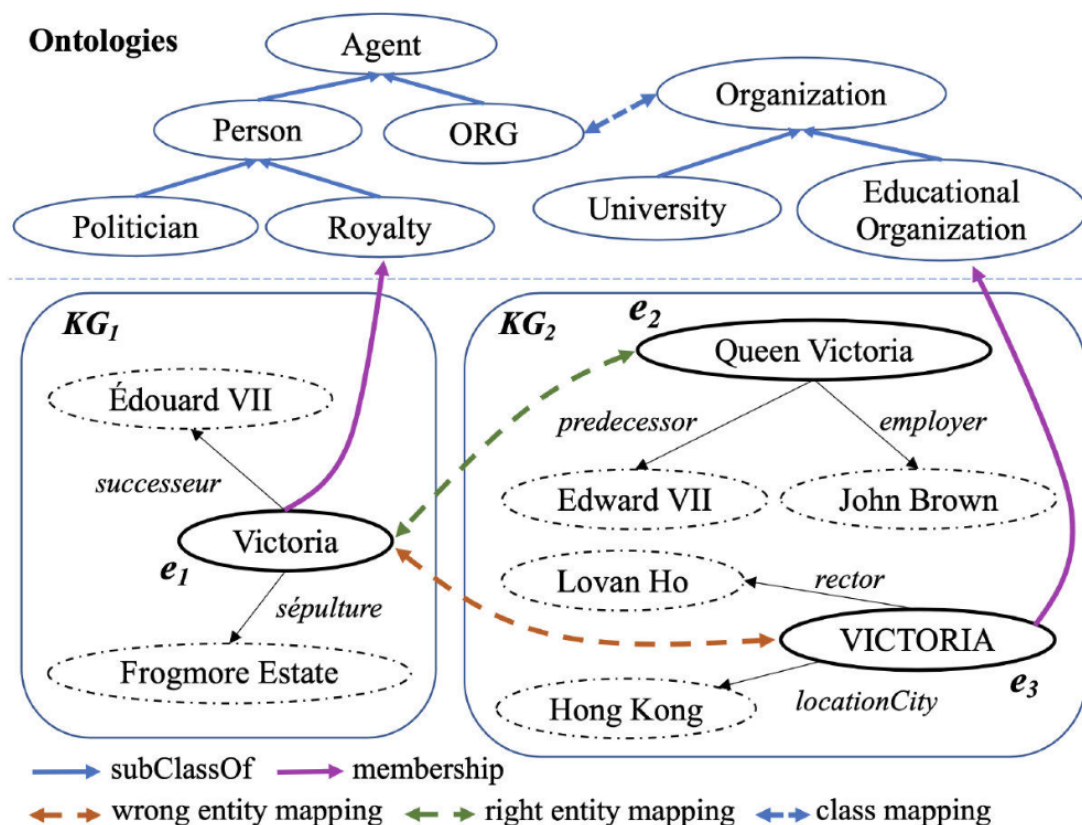 Ontologies
Agent
Person
ORG
Organization
Politician
Royalty
University
Educational
Organization
KG1
Édouard VII
successeur
Victoria
e1
sépulture
Frogmore Estate
KG2
e2
Queen Victoria
predecessor
employer
Edward VII
John Brown
Lovan Ho
rector
VICTORIA
e3
Hong Kong
locationCity
subClassOf
membership
wrong entity mapping
right entity mapping
class mapping